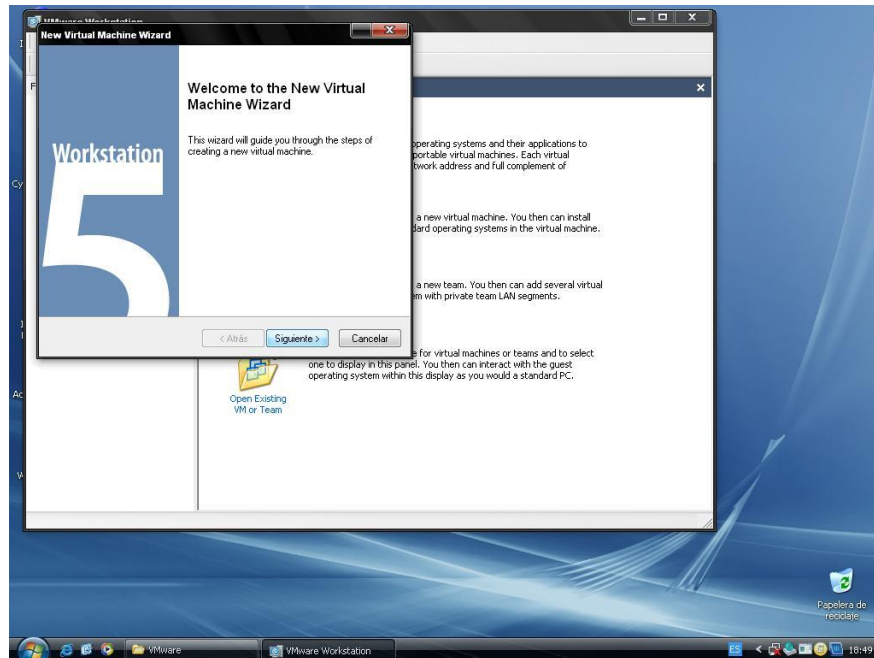 VMware Workstation
New Virtual Machine Wizard
X
Welcome to the New Virtual
Machine Wizard
This wizard will guide you through the steps of
creating a new virtual machine.
Workstation
5
< Atrás
Siguiente >
Cancelar
operating systems and their applications to
portable virtual machines. Each virtual
twork address and full complement of
a new virtual machine. You then can install
dard operating systems in the virtual machine.
a new team. You then can add several virtual
em with private team LAN segments.
e for virtual machines or teams and to select
one to display in this panel. You then can interact with the guest
operating system within this display as you would a standard PC.
Open Existing
VM or Team
Cy
Ac
Papelera de
reciclaje
VMware
VMware Workstation
ES
18:49